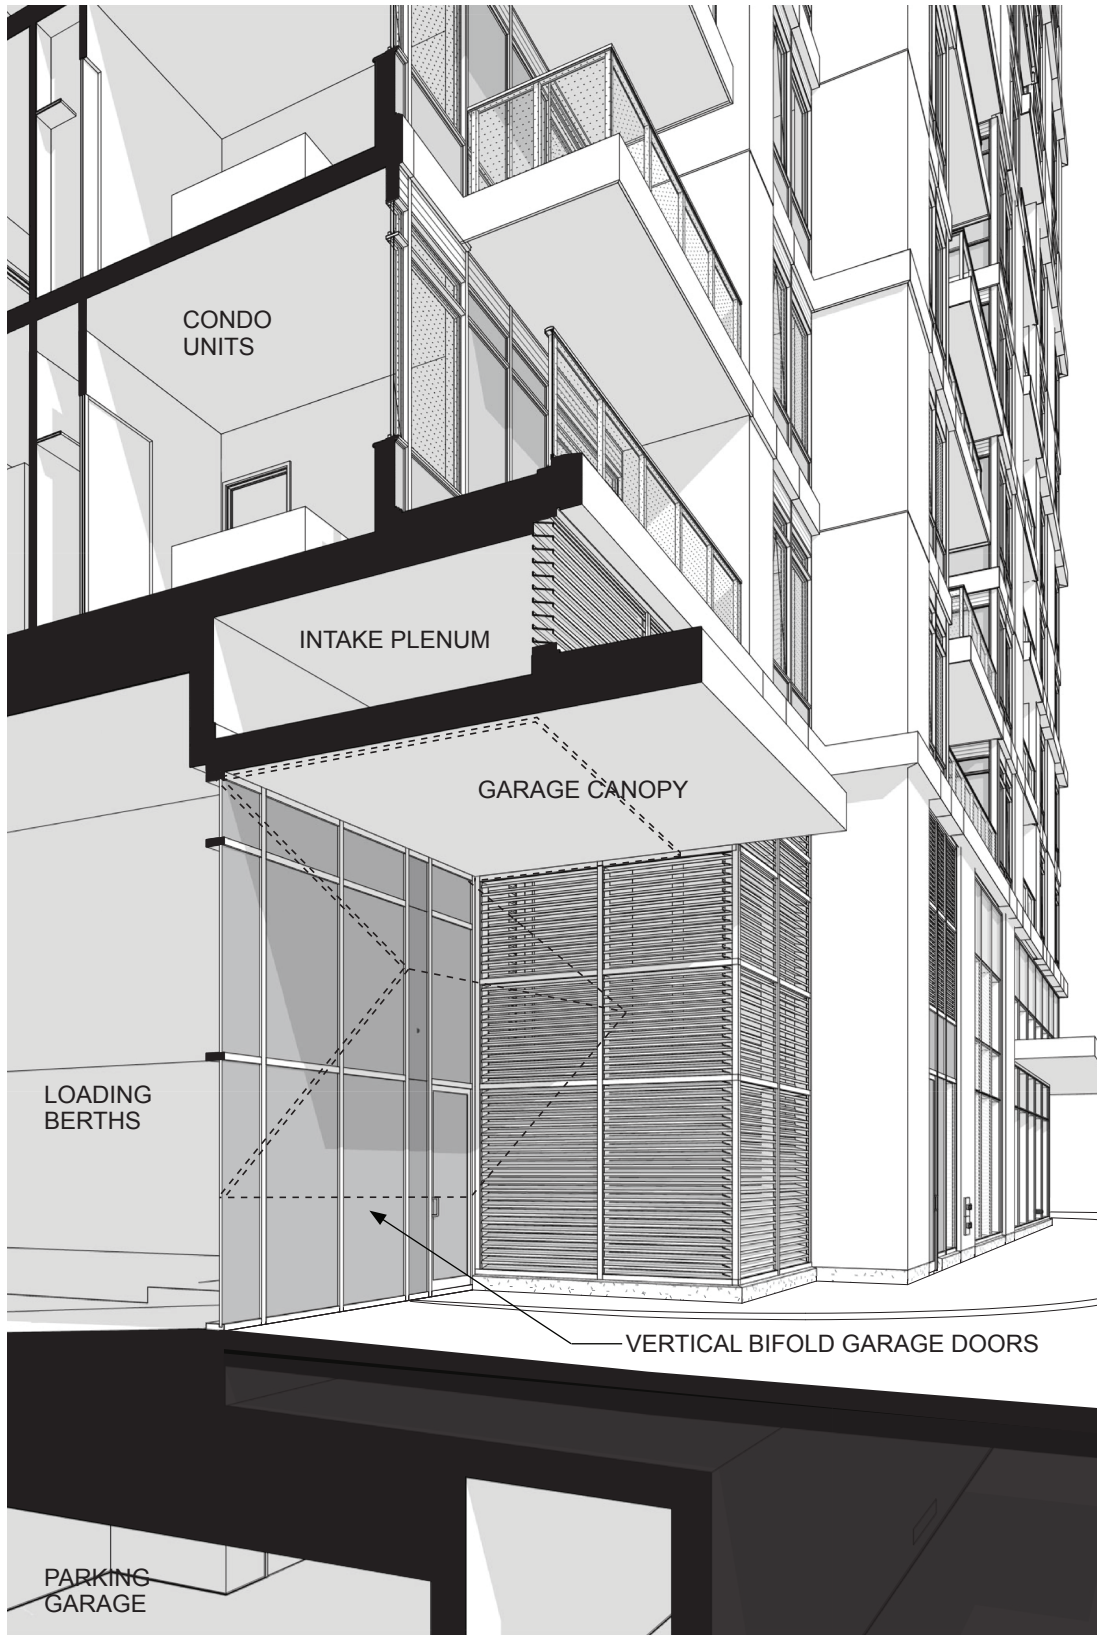 CONDO
UNITS
INTAKE PLENUM
GARAGE CANOPY
LOADING
BERTHS
VERTICAL BIFOLD GARAGE DOORS
PARKING
GARAGE